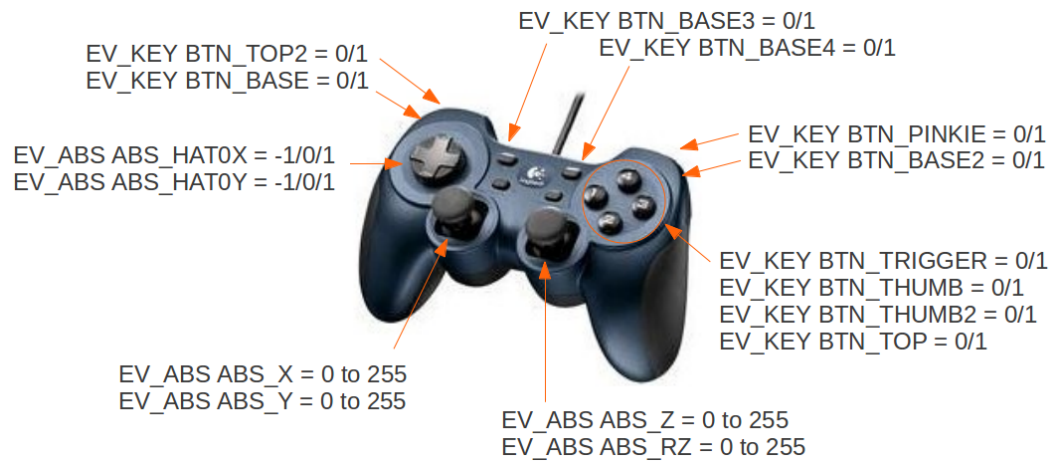 EV_KEY BTN_BASE3 = 0/1
EV_KEY BTN_BASE4 = 0/1
EV_KEY BTN_TOP2 = 0/1
EV_KEY BTN_BASE = 0/1
EV_KEY BTN_PINKIE = 0/1
EV_KEY BTN_BASE2 = 0/1
EV_ABS ABS_HAT0X = -1/0/1
EV_ABS ABS_HAT0Y = -1/0/1
EV_KEY BTN_TRIGGER = 0/1
EV_KEY BTN_THUMB = 0/1
EV_KEY BTN_THUMB2 = 0/1
EV_KEY BTN_TOP = 0/1
EV_ABS ABS_X = 0 to 255
EV_ABS ABS_Y = 0 to 255
EV_ABS ABS_Z = 0 to 255
EV_ABS ABS_RZ = 0 to 255